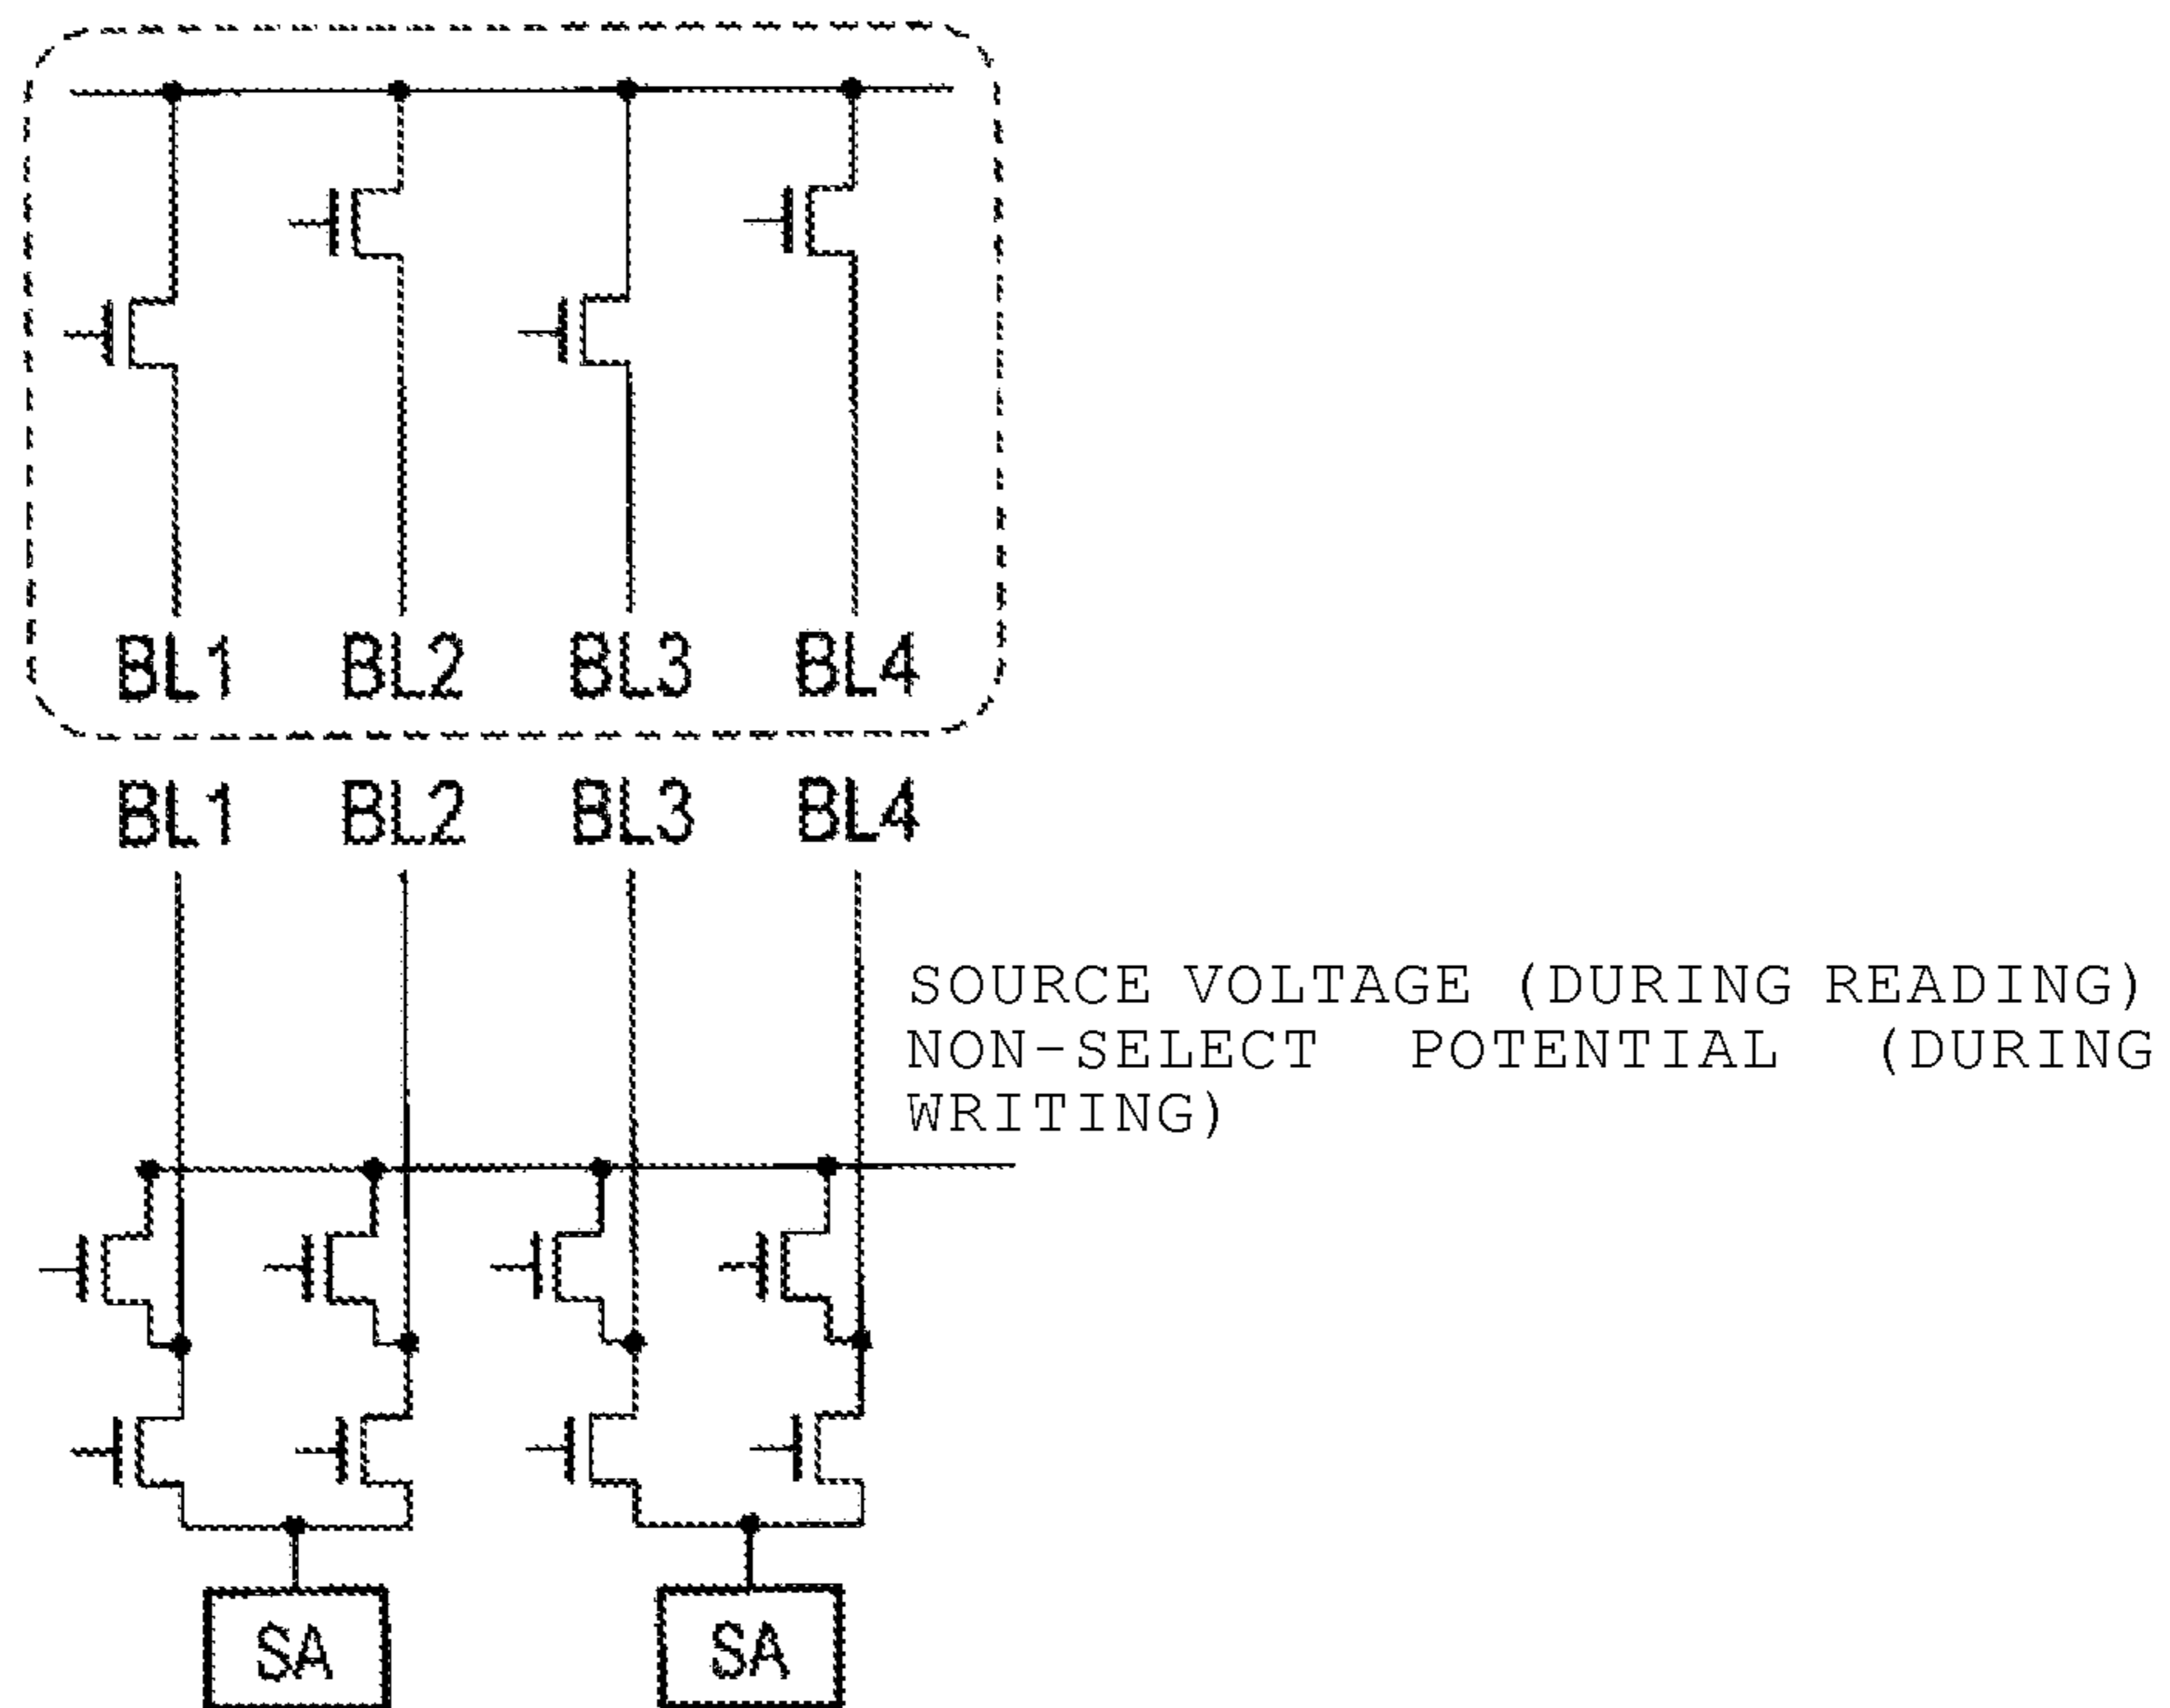 BL1 BL2 BL3 BL4
BL1 BL2 BL3 BL4
SOURCE VOLTAGE (DURING READING)
NON-SELECT POTENTIAL (DURING
WRITING)
SA SA